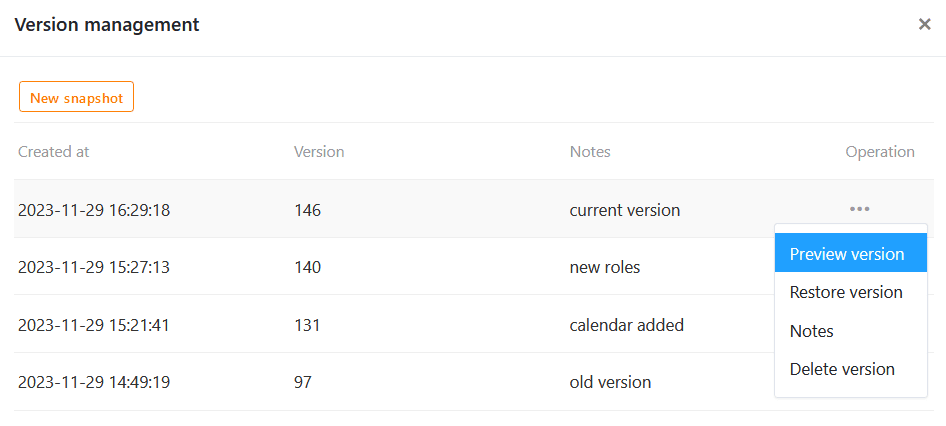 Version management
New snapshot
Created at Version Notes Operation
2023-11-29 16:29:18 146 current version
2023-11-29 15:27:13 140 new roles
2023-11-29 15:21:41 131 calendar added
2023-11-29 14:49:19 97 old version
Preview version
Restore version
Notes
Delete version